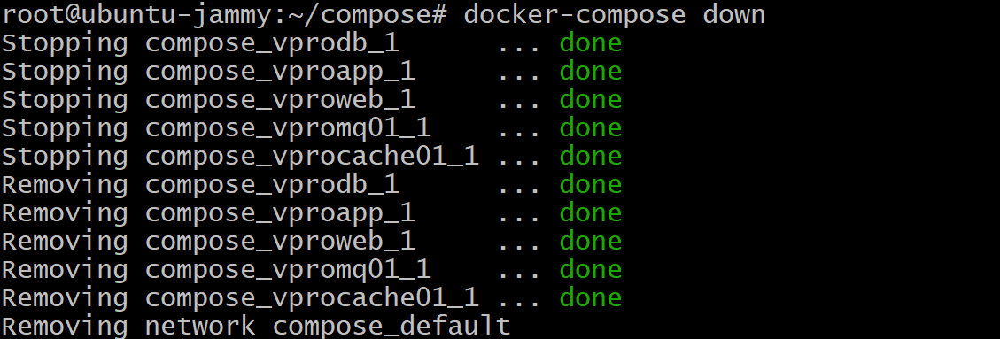 root@ubuntu-jammy:~/compose# docker-compose down
Stopping compose_vprodb_1      ... done
Stopping compose_vproapp_1     ... done
Stopping compose_vproweb_1     ... done
Stopping compose_vpromq01_1    ... done
Stopping compose_vprocache01_1 ... done
Removing compose_vprodb_1      ... done
Removing compose_vproapp_1     ... done
Removing compose_vproweb_1     ... done
Removing compose_vpromq01_1    ... done
Removing compose_vprocache01_1 ... done
Removing network compose_default